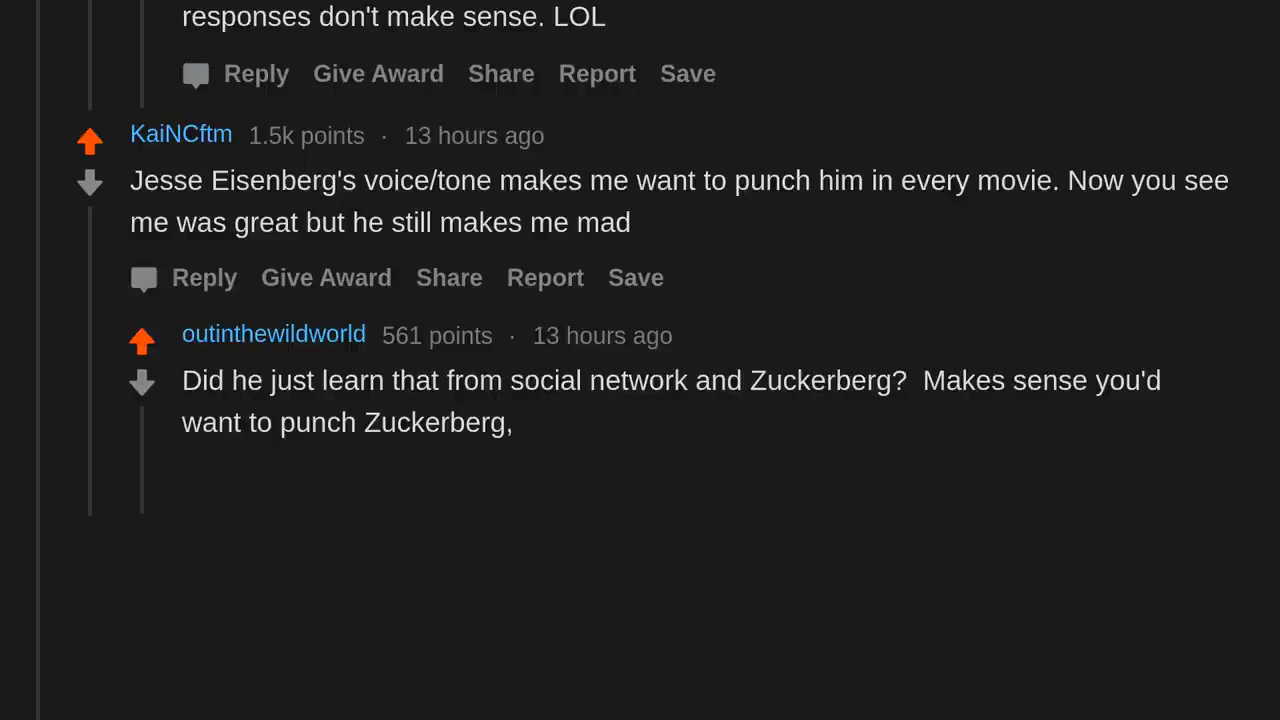 responses don't make sense. LOL
Reply Give Award Share Report Save
KaiNCftm 1.5k points · 13 hours ago
Jesse Eisenberg's voice/tone makes me want to punch him in every movie. Now you see
me was great but he still makes me mad
Reply Give Award Share Report Save
outinthewildworld 561 points · 13 hours ago
Did he just learn that from social network and Zuckerberg?  Makes sense you'd
want to punch Zuckerberg,